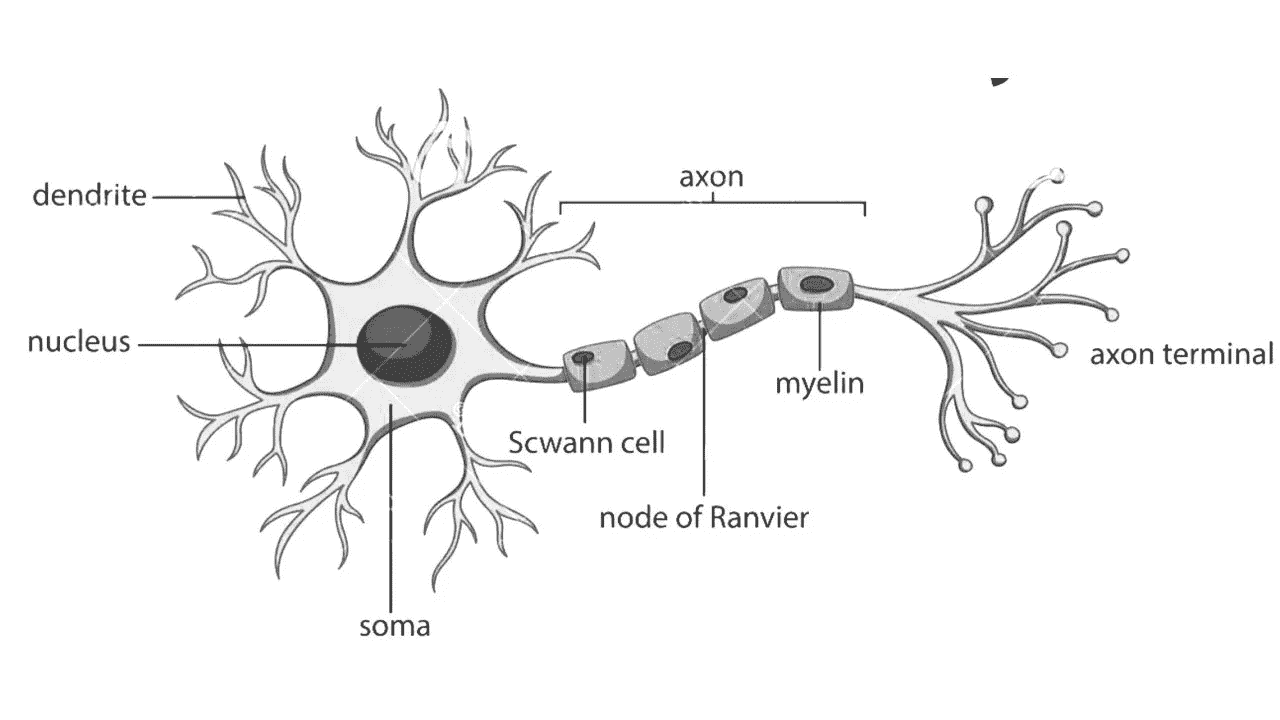 axon
dendrite
nucleus
axon terminal
myelin
Scwann cell
node of Ranvier
soma